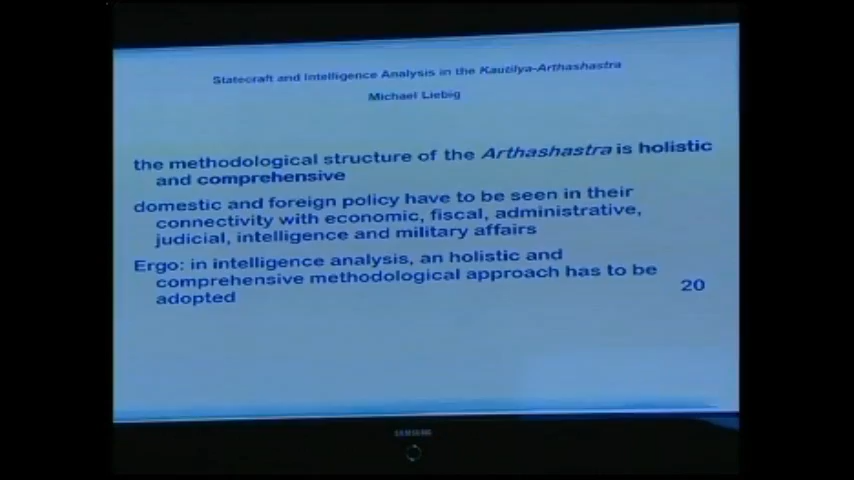 Statecraft and Intelligence Analysis in the Kautilya-Arthashastra
Michael Liebig
the methodological structure of the Arthashastra is holistic
and comprehensive
domestic and foreign policy have to be seen in their
connectivity with economic, fiscal, administrative,
judicial, intelligence and military affairs
Ergo: in intelligence analysis, an holistic and
comprehensive methodological approach has to be
adopted
20
SAMSUNG